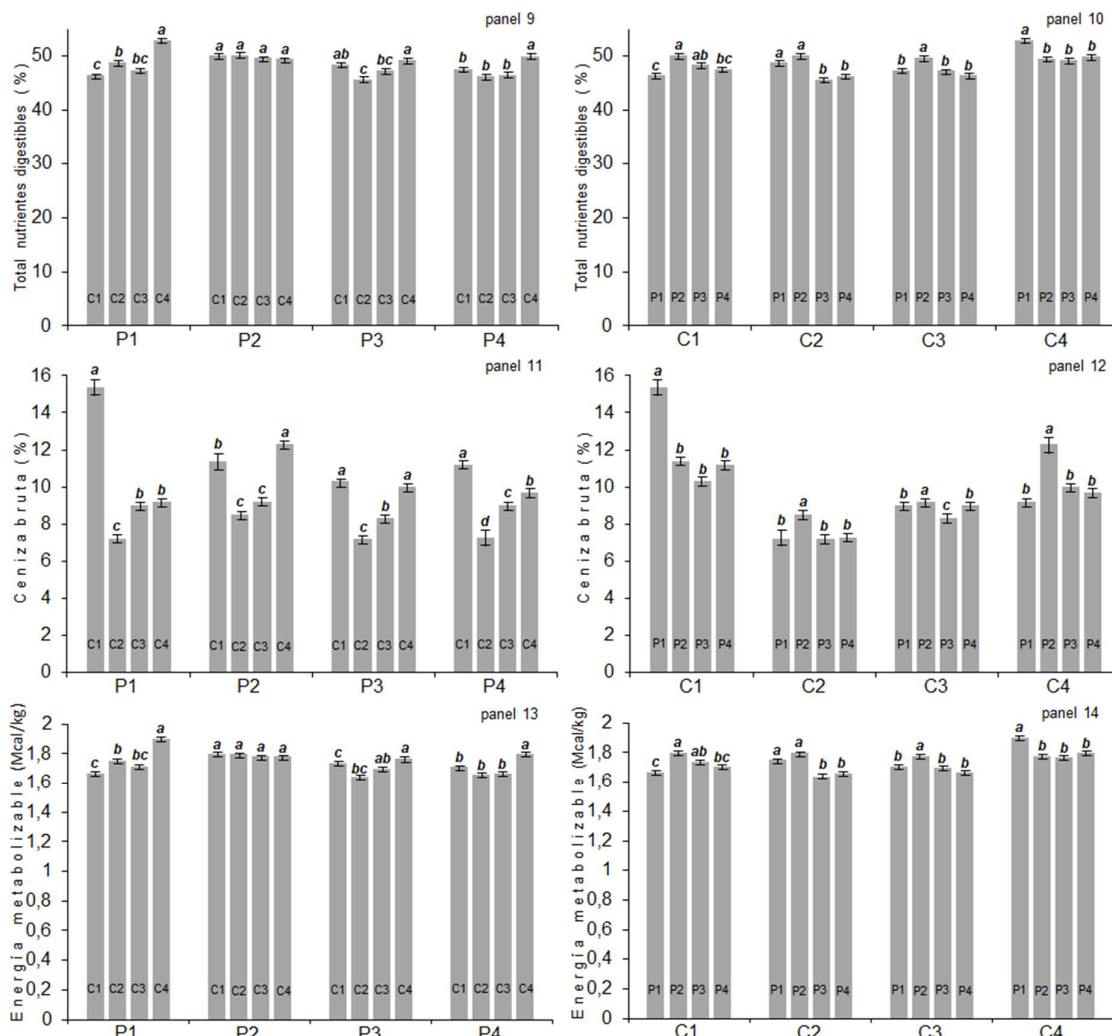 panel 9
Total nutrientes digestibles (%)
50
40
30
20
10
0
c b bc a
a a a a
ab c bc a
b b b a
C1 C2 C3 C4
C1 C2 C3 C4
C1 C2 C3 C4
C1 C2 C3 C4
P1 P2 P3 P4
panel 10
Total nutrientes digestibles (%)
50
40
30
20
10
0
c a ab bc
a a b b
b a b b
a b b b
P1 P2 P3 P4
P1 P2 P3 P4
P1 P2 P3 P4
P1 P2 P3 P4
C1 C2 C3 C4
panel 11
Ceniza bruta (%)
16
14
12
10
8
6
4
2
0
a c b b
b c c a
a c b a
a d c b
C1 C2 C3 C4
C1 C2 C3 C4
C1 C2 C3 C4
C1 C2 C3 C4
P1 P2 P3 P4
panel 12
Ceniza bruta (%)
16
14
12
10
8
6
4
2
0
a b b b
b a b b
b a c b
b a b b
P1 P2 P3 P4
P1 P2 P3 P4
P1 P2 P3 P4
P1 P2 P3 P4
C1 C2 C3 C4
panel 13
Energía metabolizable (Mcal/kg)
2
1,8
1,6
1,4
1,2
1
0,8
0,6
0,4
0,2
0
c b bc a
a a a a
c bc ab a
b b b a
C1 C2 C3 C4
C1 C2 C3 C4
C1 C2 C3 C4
C1 C2 C3 C4
P1 P2 P3 P4
panel 14
Energía metabolizable (Mcal/kg)
2
1,8
1,6
1,4
1,2
1
0,8
0,6
0,4
0,2
0
c a ab bc
a a b b
b a b b
a b b b
P1 P2 P3 P4
P1 P2 P3 P4
P1 P2 P3 P4
P1 P2 P3 P4
C1 C2 C3 C4